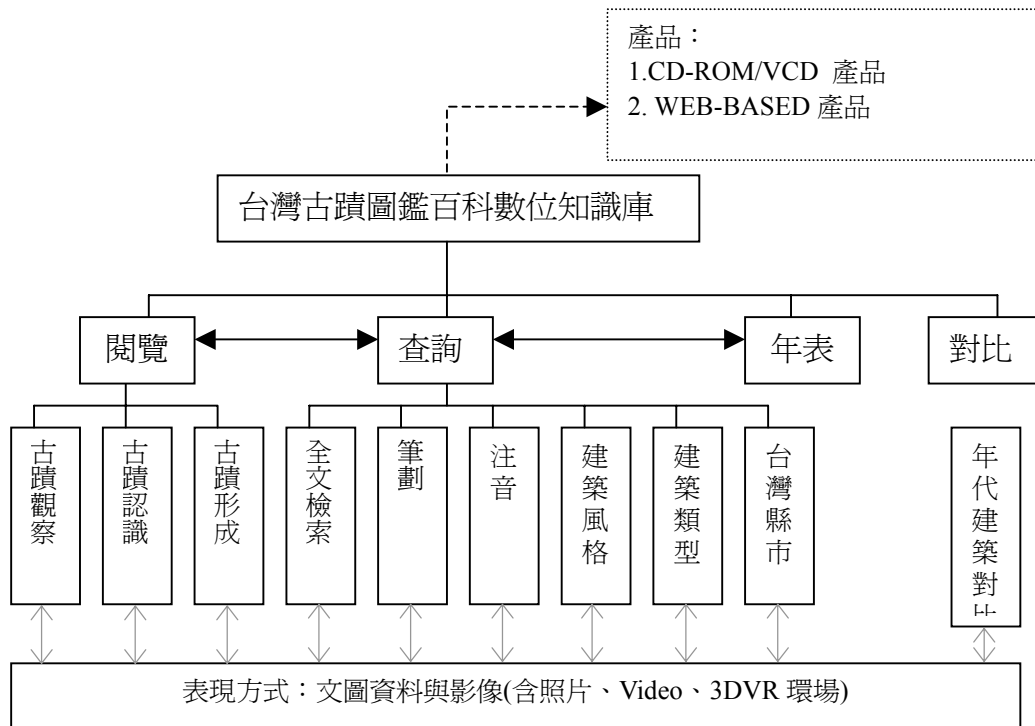 產品：
1.CD-ROM/VCD 產品
2. WEB-BASED 產品
台灣古蹟圖鑑百科數位知識庫
閱覽
查詢
年表
對比
古蹟觀察
古蹟認識
古蹟形成
全文檢索
筆劃
注音
建築風格
建築類型
台灣縣市
年代建築對比
表現方式：文圖資料與影像(含照片、Video、3DVR 環場)